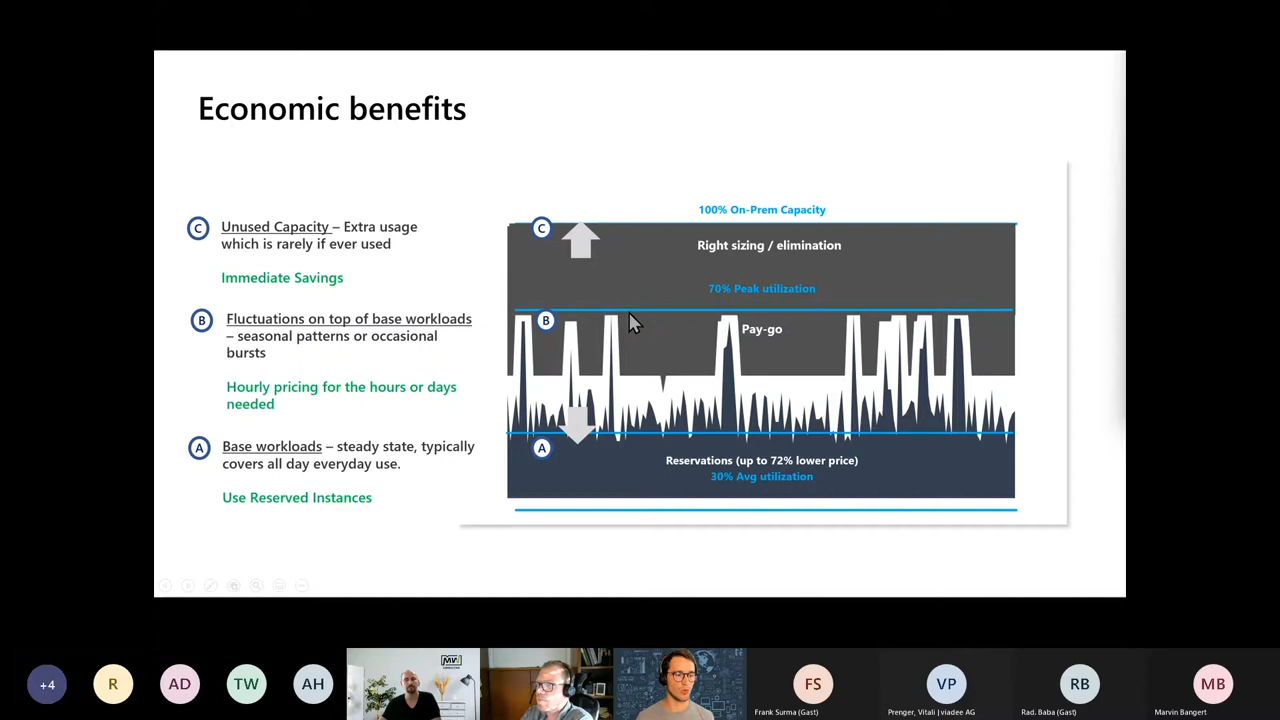 Economic benefits
C
Unused Capacity – Extra usage
which is rarely if ever used
Immediate Savings
B
Fluctuations on top of base workloads
– seasonal patterns or occasional
bursts
Hourly pricing for the hours or days
needed
A
Base workloads – steady state, typically
covers all day everyday use.
Use Reserved Instances
100% On-Prem Capacity
C
Right sizing / elimination
70% Peak utilization
B
Pay-go
A
Reservations (up to 72% lower price)
30% Avg utilization
+4
R
AD
TW
AH
MW
FS
Frank Surma (Gast)
VP
Prenger, Vitali | viadee AG
RB
Rad. Baba (Gast)
MB
Marvin Bangert